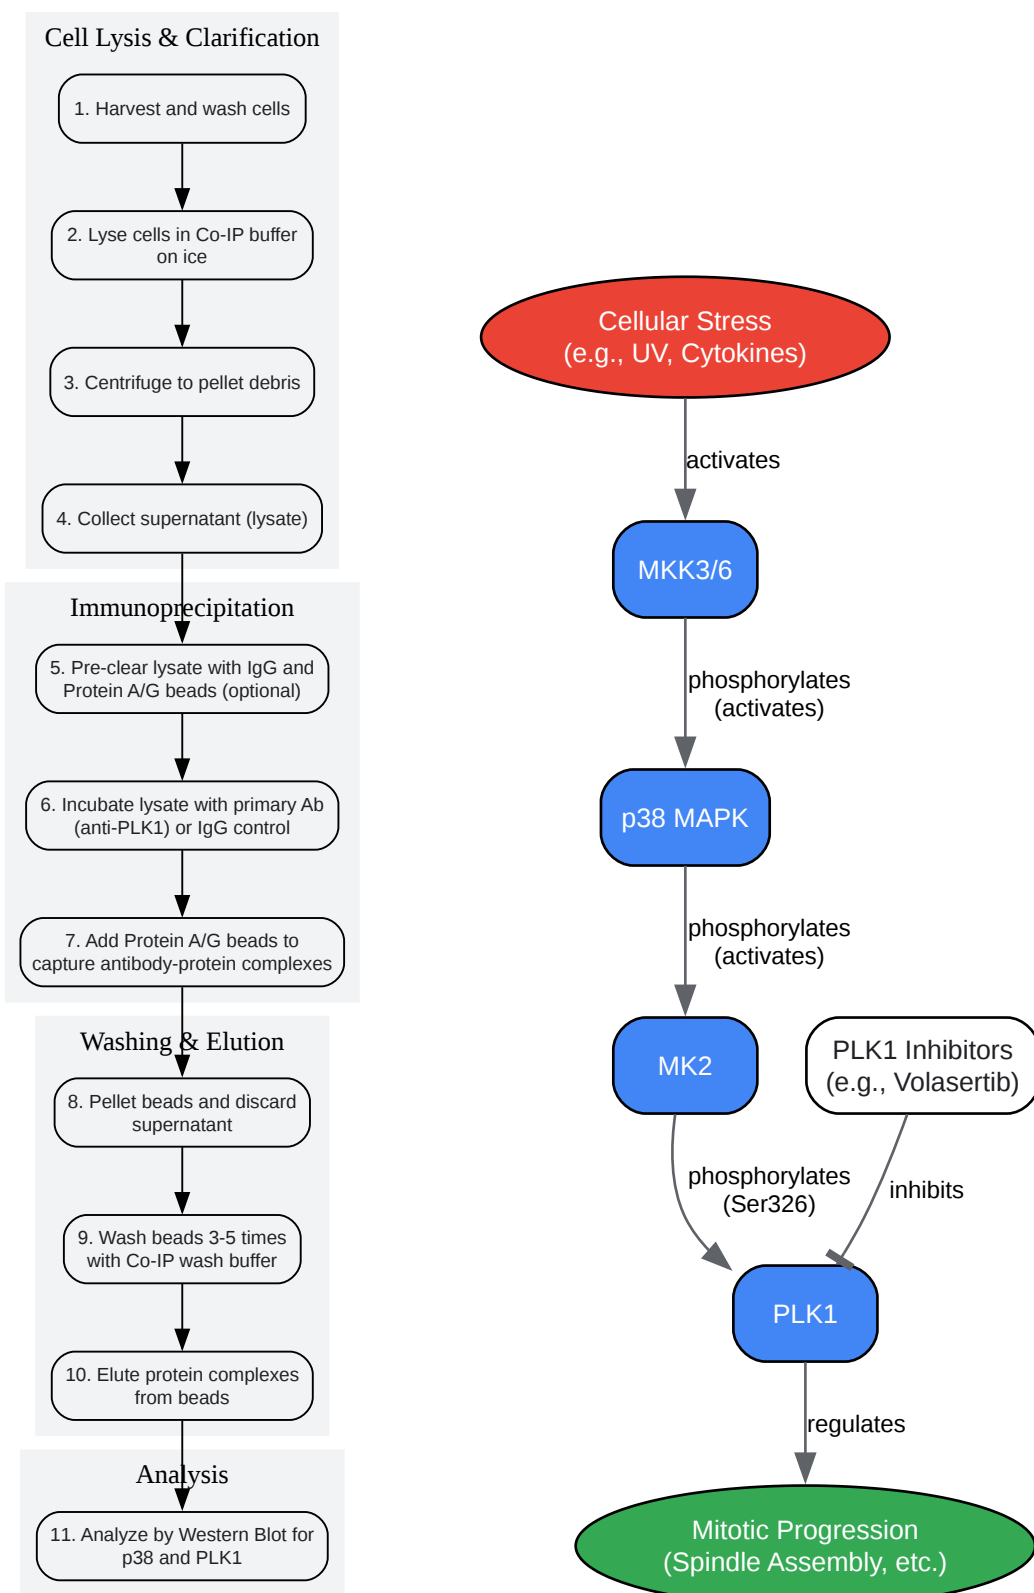 Cell Lysis & Clarification
1. Harvest and wash cells
2. Lyse cells in Co-IP buffer
on ice
3. Centrifuge to pellet debris
4. Collect supernatant (lysate)
Immunoprecipitation
5. Pre-clear lysate with IgG and
Protein A/G beads (optional)
6. Incubate lysate with primary Ab
(anti-PLK1) or IgG control
7. Add Protein A/G beads to
capture antibody-protein complexes
Washing & Elution
8. Pellet beads and discard
supernatant
9. Wash beads 3-5 times
with Co-IP wash buffer
10. Elute protein complexes
from beads
Analysis
11. Analyze by Western Blot for
p38 and PLK1
Cellular Stress
(e.g., UV, Cytokines)
activates
MKK3/6
phosphorylates
(activates)
p38 MAPK
phosphorylates
(activates)
MK2
PLK1 Inhibitors
(e.g., Volasertib)
phosphorylates
(Ser326)
inhibits
PLK1
regulates
Mitotic Progression
(Spindle Assembly, etc.)